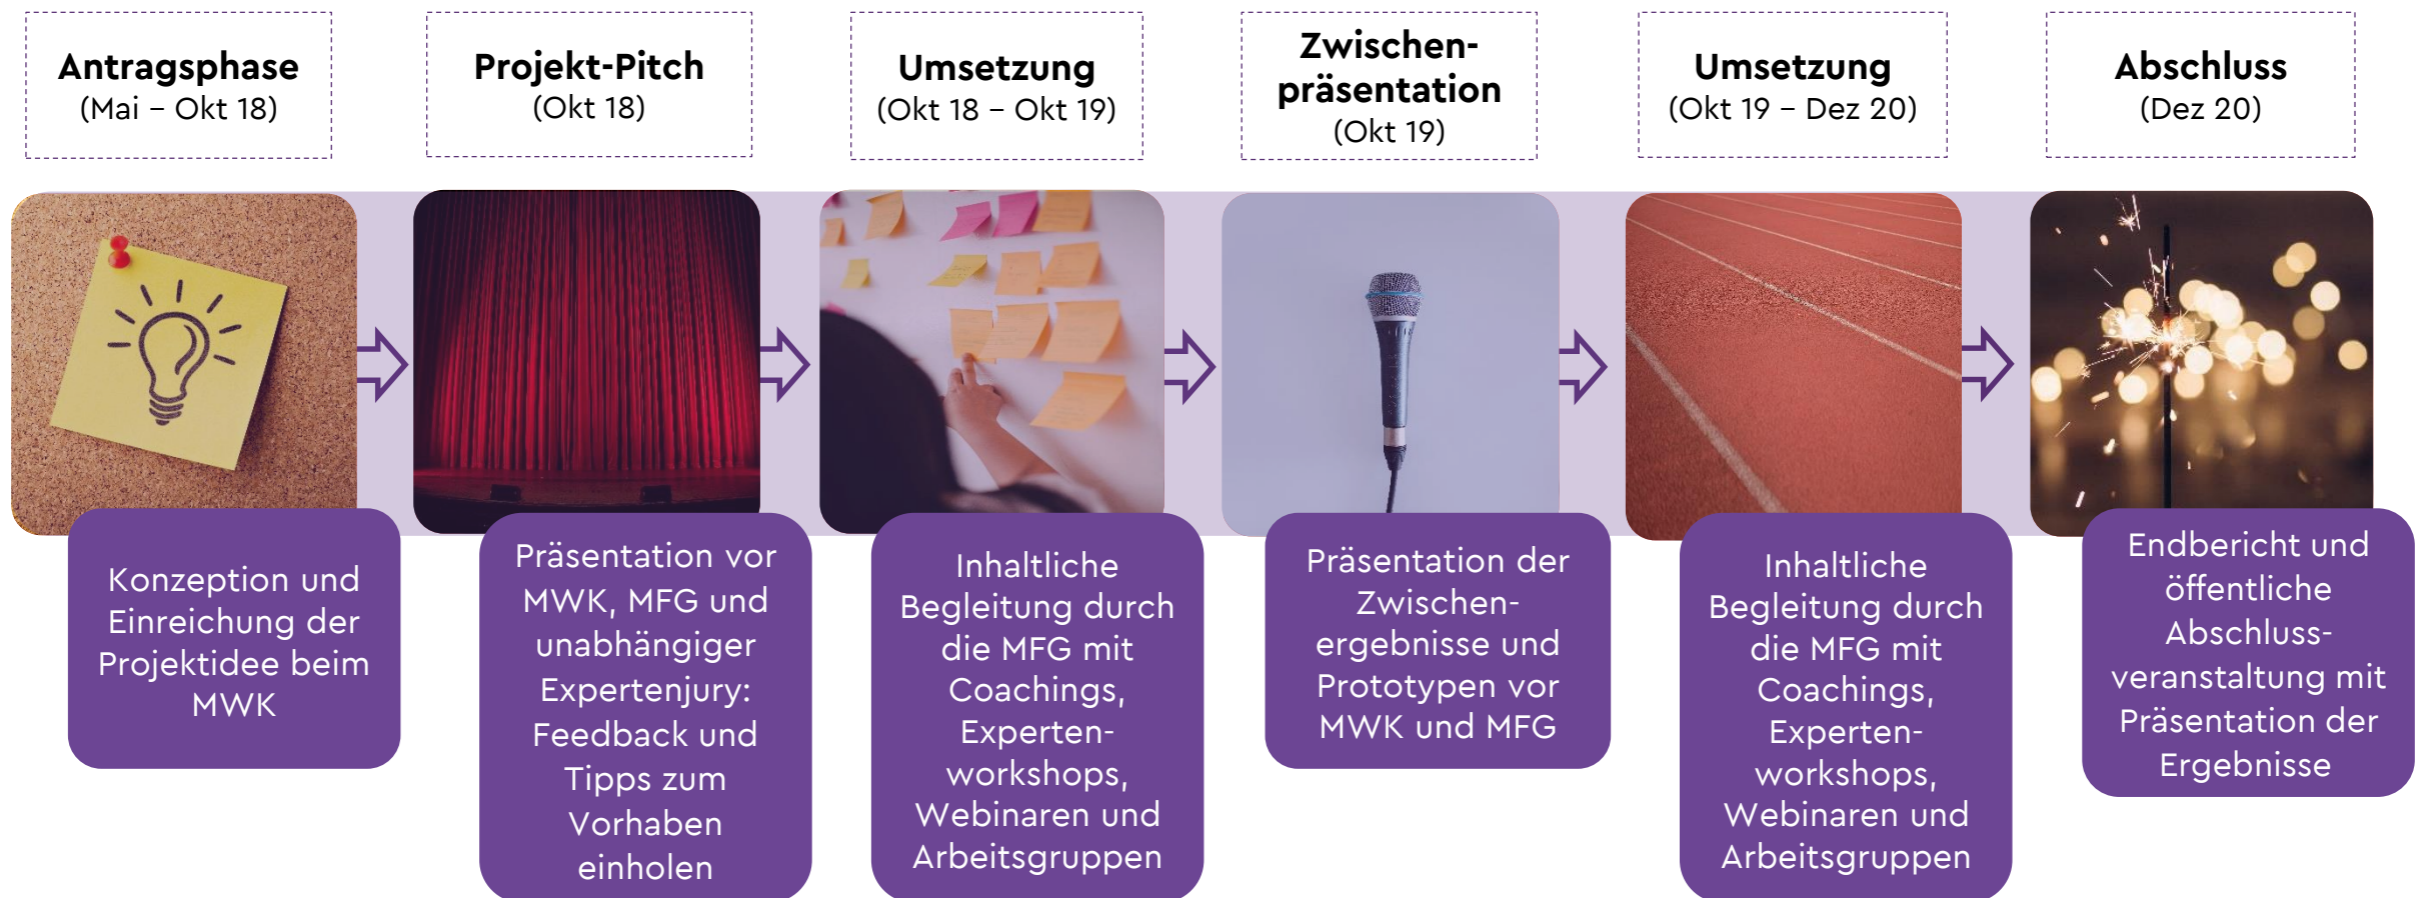 Antragsphase
(Mai – Okt 18)
Projekt-Pitch
(Okt 18)
Umsetzung
(Okt 18 – Okt 19)
Zwischen-
präsentation
(Okt 19)
Umsetzung
(Okt 19 – Dez 20)
Abschluss
(Dez 20)
Konzeption und
Einreichung der
Projektidee beim
MWK
Präsentation vor
MWK, MFG und
unabhängiger
Expertenjury:
Feedback und
Tipps zum
Vorhaben
einholen
Inhaltliche
Begleitung durch
die MFG mit
Coachings,
Experten-
workshops,
Webinaren und
Arbeitsgruppen
Präsentation der
Zwischen-
ergebnisse und
Prototypen vor
MWK und MFG
Inhaltliche
Begleitung durch
die MFG mit
Coachings,
Experten-
workshops,
Webinaren und
Arbeitsgruppen
Endbericht und
öffentliche
Abschluss-
veranstaltung mit
Präsentation der
Ergebnisse